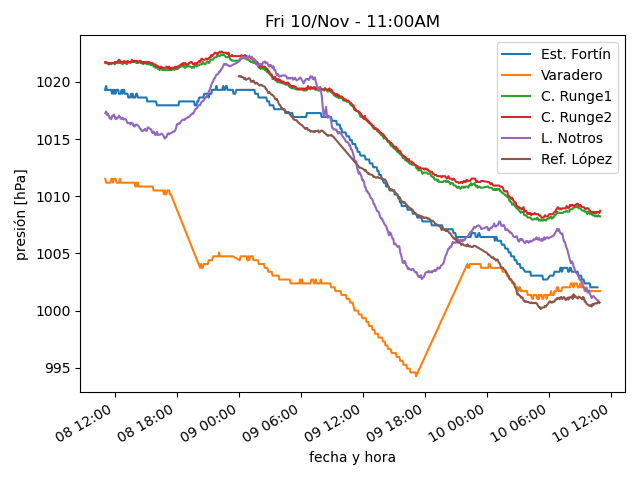 Fri 10/Nov - 11:00AM
Est. Fortín
Varadero
C. Runge1
C. Runge2
L. Notros
Ref. López
presión [hPa]
1020
1015
1010
1005
1000
995
08 12:00
08 18:00
09 00:00
09 06:00
09 12:00
09 18:00
10 00:00
10 06:00
10 12:00
fecha y hora